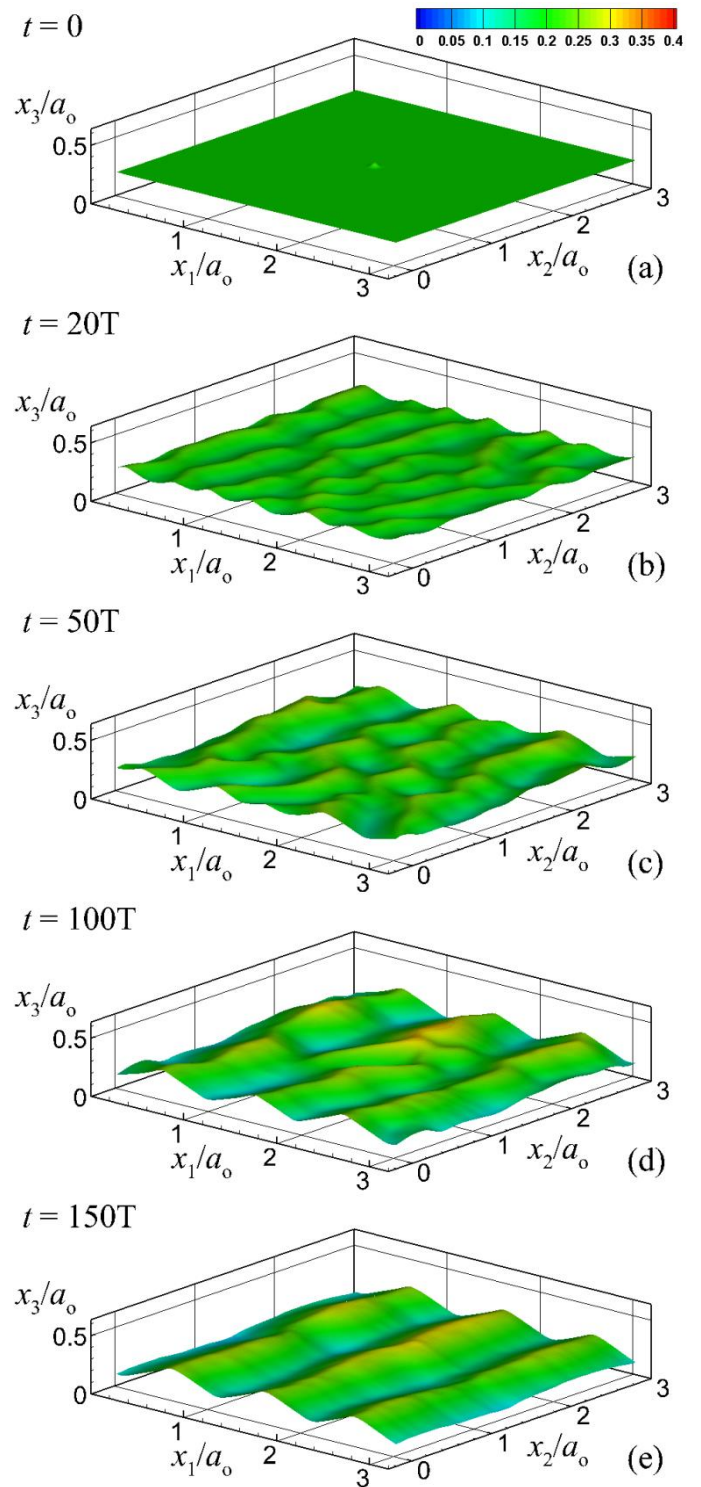 t = 0
0 0.05 0.1 0.15 0.2 0.25 0.3 0.35 0.4
x₃/aₒ
0.5
0
1
2
3
x₁/aₒ
0
1
2
3
x₂/aₒ
(a)
t = 20T
x₃/aₒ
0.5
0
1
2
3
x₁/aₒ
0
1
2
3
x₂/aₒ
(b)
t = 50T
x₃/aₒ
0.5
0
1
2
3
x₁/aₒ
0
1
2
3
x₂/aₒ
(c)
t = 100T
x₃/aₒ
0.5
0
1
2
3
x₁/aₒ
0
1
2
3
x₂/aₒ
(d)
t = 150T
x₃/aₒ
0.5
0
1
2
3
x₁/aₒ
0
1
2
3
x₂/aₒ
(e)